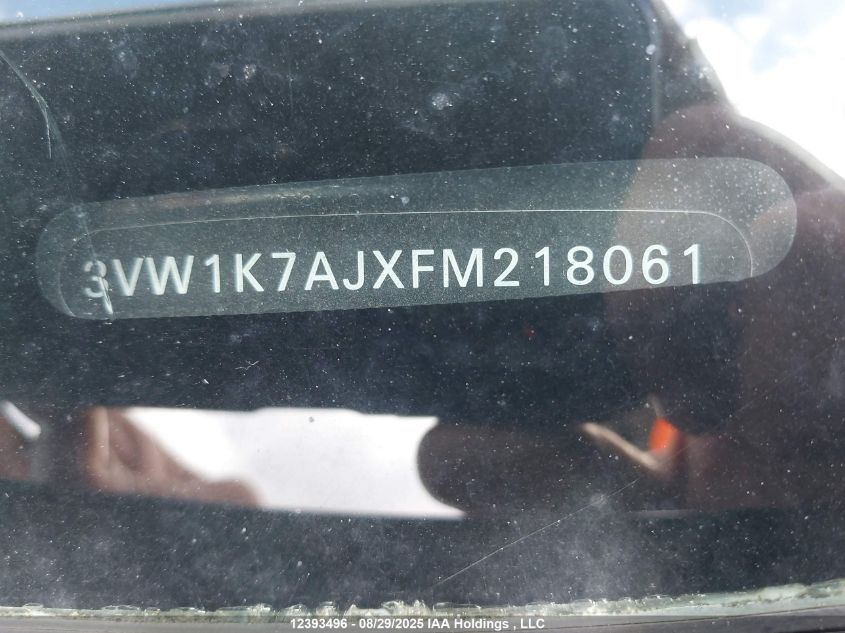 3VW1K7AJXFM218061
12393496 - 08/29/2025 IAA Holdings , LLC